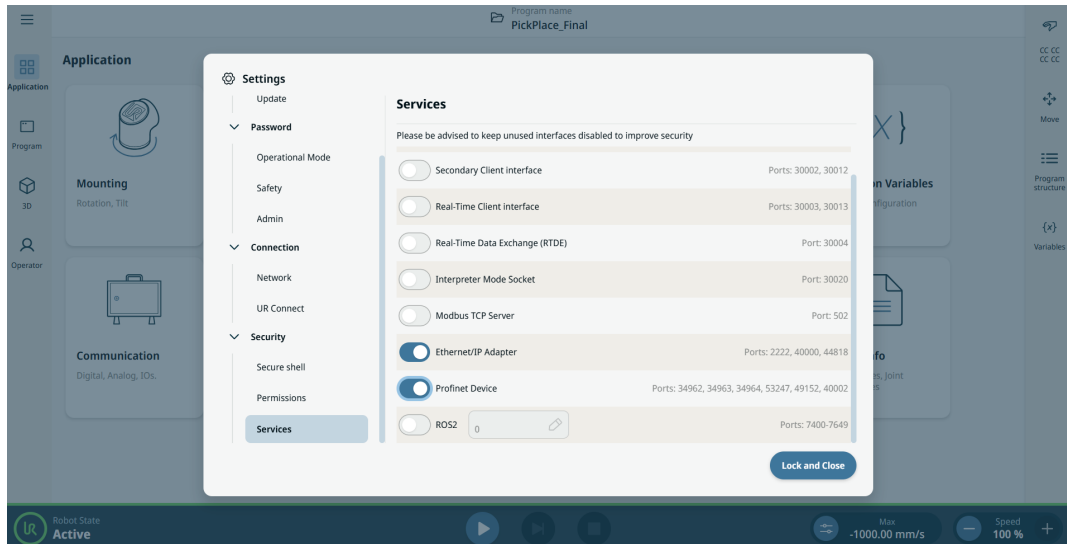 Program name
PickPlace_Final
Application
Application
Program
3D
Operator
Mounting
Rotation, Tilt
Communication
Digital, Analog, IOs.
Settings
Update
Password
Operational Mode
Safety
Admin
Connection
Network
UR Connect
Security
Secure shell
Permissions
Services
Services
Please be advised to keep unused interfaces disabled to improve security
Secondary Client interface Ports: 30002, 30012
Real-Time Client interface Ports: 30003, 30013
Real-Time Data Exchange (RTDE) Port: 30004
Interpreter Mode Socket Port: 30020
Modbus TCP Server Port: 502
Ethernet/IP Adapter Ports: 2222, 40000, 44818
Profinet Device Ports: 34962, 34963, 34964, 53247, 49152, 40002
ROS2 0 Ports: 7400-7649
Lock and Close
X}
Variables
CC CC
CC CC
Move
Program
structure
{x}
Variables
UR
Robot State
Active
Max
-1000.00 mm/s
Speed
100 %